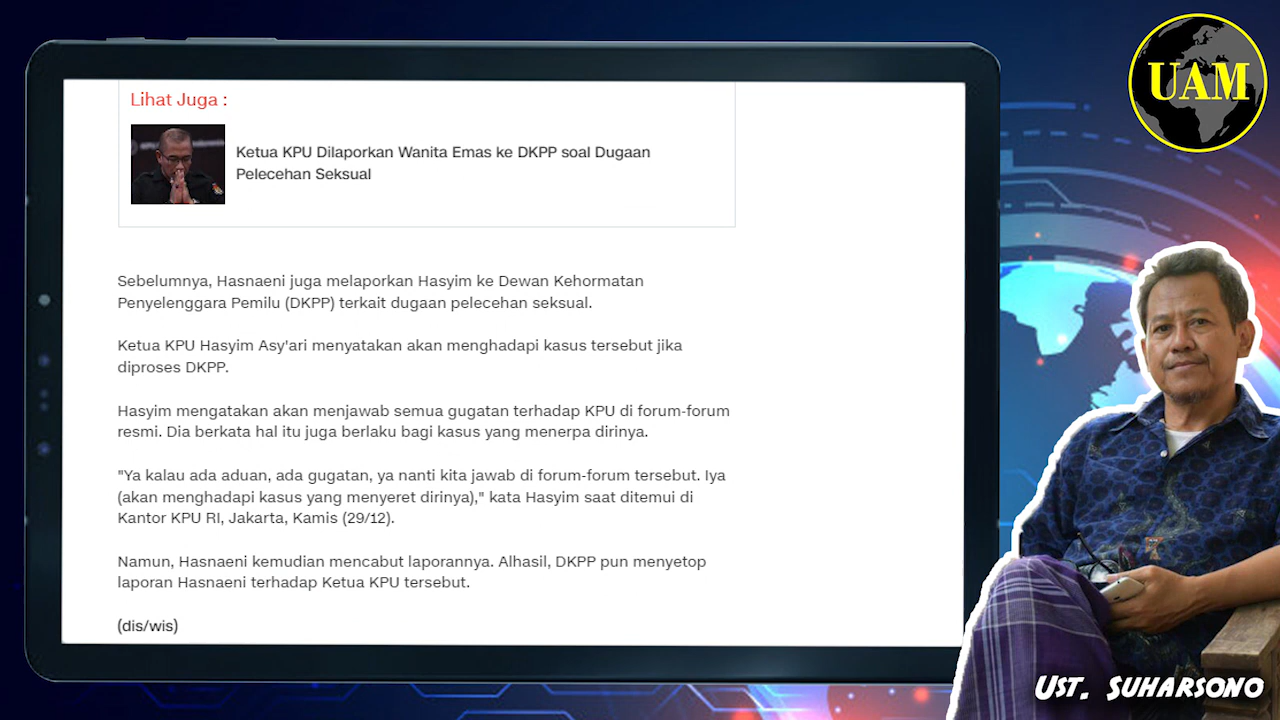 Lihat Juga :
Ketua KPU Dilaporkan Wanita Emas ke DKPP soal Dugaan
Pelecehan Seksual
Sebelumnya, Hasnaeni juga melaporkan Hasyim ke Dewan Kehormatan
Penyelenggara Pemilu (DKPP) terkait dugaan pelecehan seksual.
Ketua KPU Hasyim Asy'ari menyatakan akan menghadapi kasus tersebut jika
diproses DKPP.
Hasyim mengatakan akan menjawab semua gugatan terhadap KPU di forum-forum
resmi. Dia berkata hal itu juga berlaku bagi kasus yang menerpa dirinya.
"Ya kalau ada aduan, ada gugatan, ya nanti kita jawab di forum-forum tersebut. Iya
(akan menghadapi kasus yang menyeret dirinya)," kata Hasyim saat ditemui di
Kantor KPU RI, Jakarta, Kamis (29/12).
Namun, Hasnaeni kemudian mencabut laporannya. Alhasil, DKPP pun menyetop
laporan Hasnaeni terhadap Ketua KPU tersebut.
(dis/wis)
UAM
UST. SUHARSONO